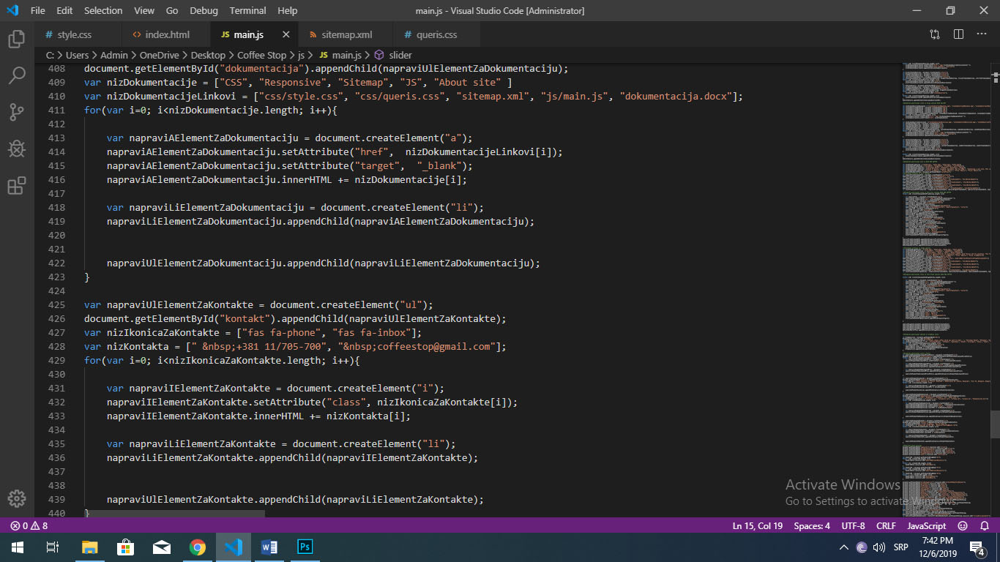 File Edit Selection View Go Debug Terminal Help main.js - Visual Studio Code [Administrator]
# style.css <> index.html JS main.js sitemap.xml # queris.css
C: > Users > Admin > OneDrive > Desktop > Coffee Stop > js > JS main.js > slider
408 document.getElementById("dokumentacija").appendChild(napraviUlElementZaDokumentaciju);
409 var nizDokumentacije = ["CSS", "Responsive", "Sitemap", "JS", "About site" ]
410 var nizDokumentacijeLinkovi = ["css/style.css", "css/queris.css", "sitemap.xml", "js/main.js", "dokumentacija.docx"];
411 for(var i=0; i<nizDokumentacije.length; i++){
412
413 var napraviAElementZaDokumentaciju = document.createElement("a");
414 napraviAElementZaDokumentaciju.setAttribute("href",  nizDokumentacijeLinkovi[i]);
415 napraviAElementZaDokumentaciju.setAttribute("target",  "_blank");
416 napraviAElementZaDokumentaciju.innerHTML += nizDokumentacije[i];
417
418 var napraviLiElementZaDokumentaciju = document.createElement("li");
419 napraviLiElementZaDokumentaciju.appendChild(napraviAElementZaDokumentaciju);
420
421
422 napraviUlElementZaDokumentaciju.appendChild(napraviLiElementZaDokumentaciju);
423 }
424
425 var napraviUlElementZaKontakte = document.createElement("ul");
426 document.getElementById("kontakt").appendChild(napraviUlElementZaKontakte);
427 var nizIkonicaZaKontakte = ["fas fa-phone", "fas fa-inbox"];
428 var nizKontakta = [" &nbsp;+381 11/705-700", "&nbsp;coffeestop@gmail.com"];
429 for(var i=0; i<nizIkonicaZaKontakte.length; i++){
430
431 var napraviIElementZaKontakte = document.createElement("i");
432 napraviIElementZaKontakte.setAttribute("class", nizIkonicaZaKontakte[i]);
433 napraviIElementZaKontakte.innerHTML += nizKontakta[i];
434
435 var napraviLiElementZaKontakte = document.createElement("li");
436 napraviLiElementZaKontakte.appendChild(napraviIElementZaKontakte);
437
438
439 napraviUlElementZaKontakte.appendChild(napraviLiElementZaKontakte);
440 }
Activate Windows
Go to Settings to activate Windows.
0 8 Ln 15, Col 19 Spaces: 4 UTF-8 CRLF JavaScript
W Ps SRP 7:42 PM
12/6/2019 4